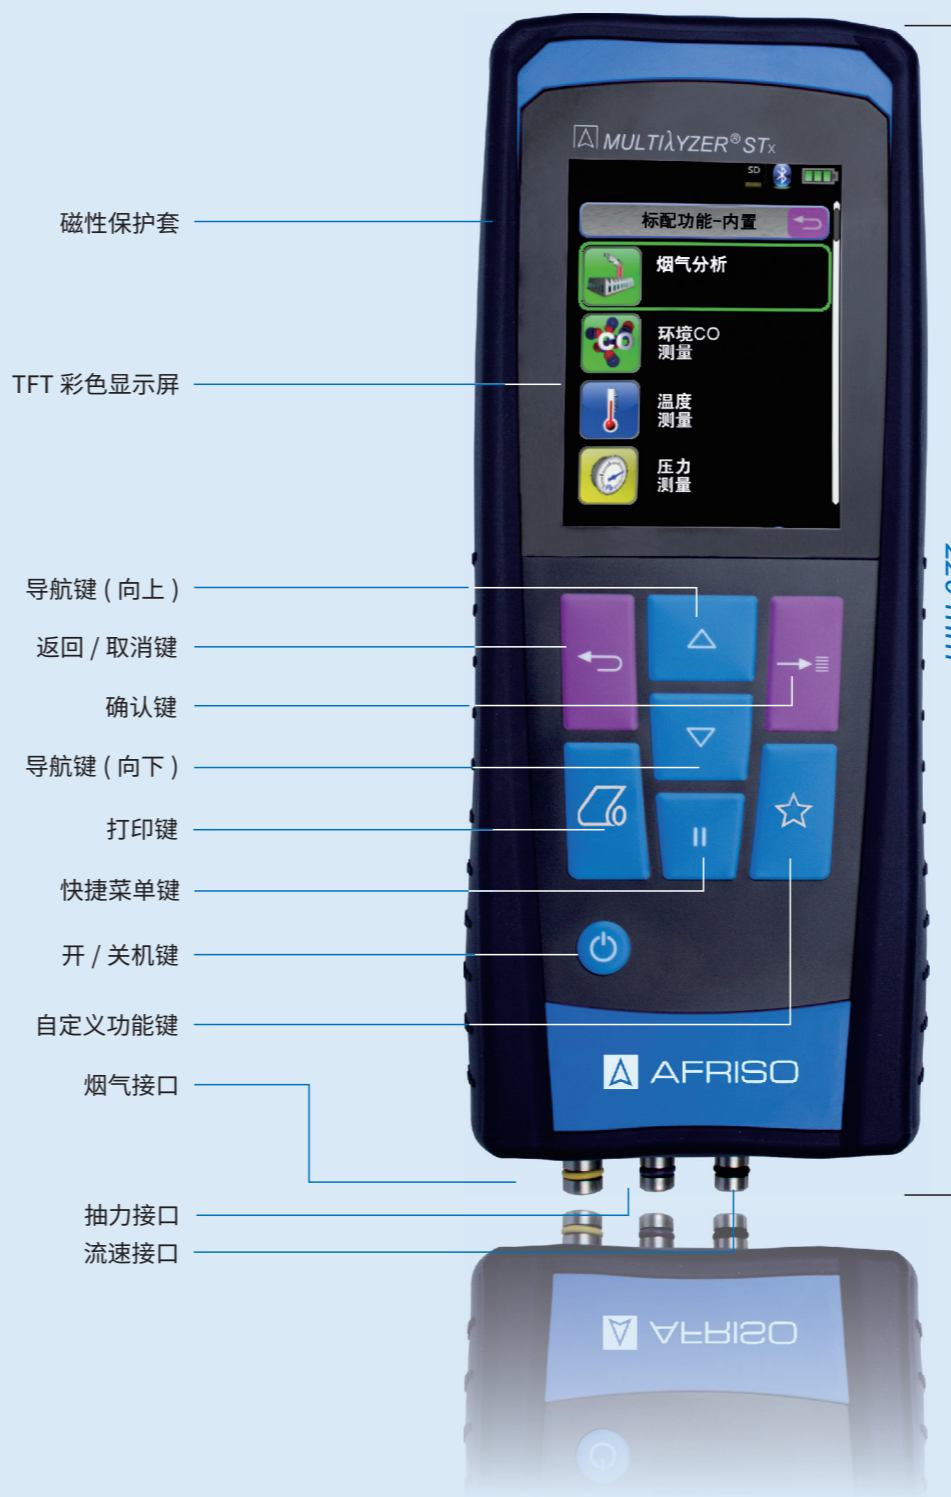 MULTIλYZER® STx
SD
标配功能-内置
烟气分析
环境CO
测量
CO
温度
测量
压力
测量
磁性保护套
TFT 彩色显示屏
导航键 ( 向上 )
返回 / 取消键
确认键
导航键 ( 向下 )
打印键
快捷菜单键
开 / 关机键
自定义功能键
烟气接口
抽力接口
流速接口
AFRISO